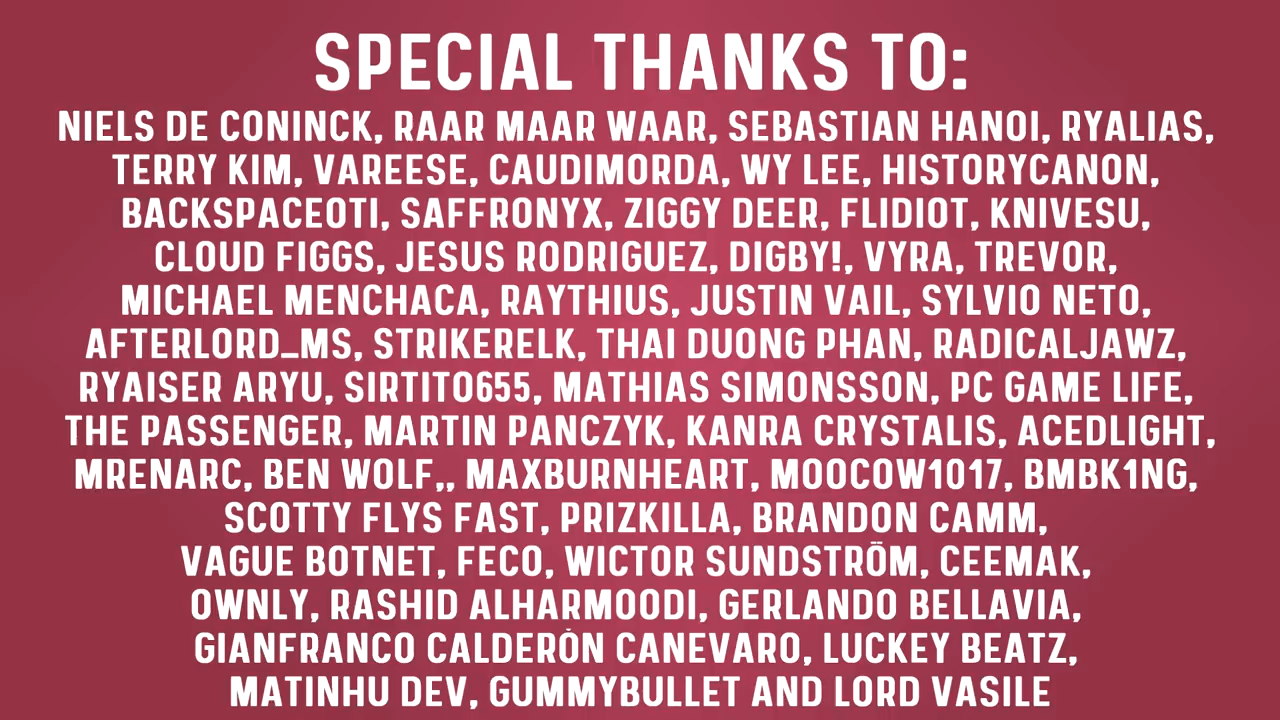 SPECIAL THANKS TO:
NIELS DE CONINCK, RAAR MAAR WAAR, SEBASTIAN HANOI, RYALIAS,
TERRY KIM, VAREESE, CAUDIMORDA, WY LEE, HISTORYCANON,
BACKSPACEOTI, SAFFRONYX, ZIGGY DEER, FLIDIOT, KNIVESU,
CLOUD FIGGS, JESUS RODRIGUEZ, DIGBY!, VYRA, TREVOR,
MICHAEL MENCHACA, RAYTHIUS, JUSTIN VAIL, SYLVIO NETO,
AFTERLORD_MS, STRIKERELK, THAI DUONG PHAN, RADICALJAWZ,
RYAISER ARYU, SIRTITO655, MATHIAS SIMONSSON, PC GAME LIFE,
THE PASSENGER, MARTIN PANCZYK, KANRA CRYSTALIS, ACEDLIGHT,
MRENARC, BEN WOLF,, MAXBURNHEART, MOOCOW1017, BMBK1NG,
SCOTTY FLYS FAST, PRIZKILLA, BRANDON CAMM,
VAGUE BOTNET, FECO, WICTOR SUNDSTRÖM, CEEMAK,
OWNLY, RASHID ALHARMOODI, GERLANDO BELLAVIA,
GIANFRANCO CALDERÓN CANEVARO, LUCKEY BEATZ,
MATINHU DEV, GUMMYBULLET AND LORD VASILE